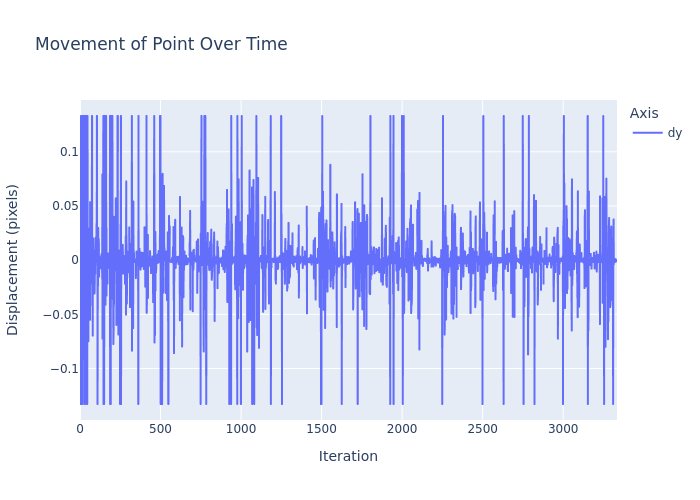 Movement of Point Over Time
Axis
dy
Displacement (pixels)
0.1
0.05
0
−0.05
−0.1
0
500
1000
1500
2000
2500
3000
Iteration